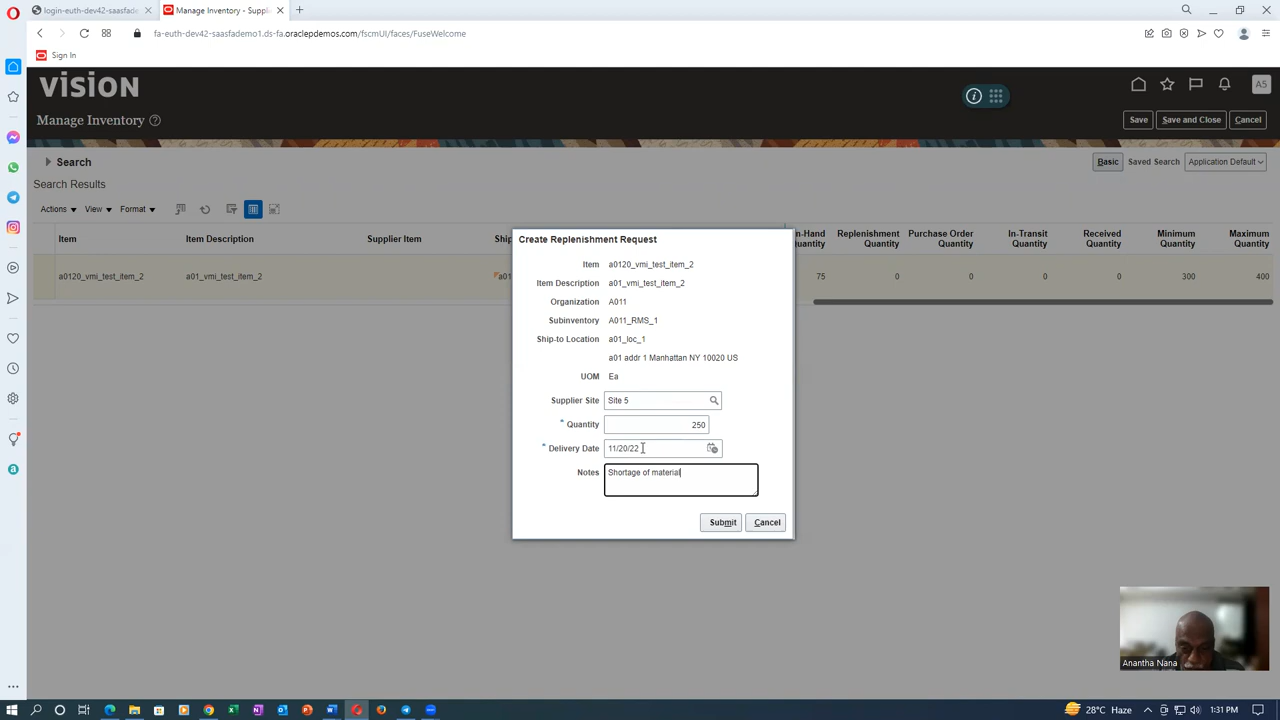 login-euth-dev42-saasfade
Manage Inventory - Supplie
fa-euth-dev42-saasfademo1.ds-fa.oraclepdemos.com/fscmUI/faces/FuseWelcome
Sign In
VISION
A5
Manage Inventory
Save
Save and Close
Cancel
Search
Basic
Saved Search
Application Default
Search Results
Actions
View
Format
Item
Item Description
Supplier Item
Ship
n-Hand Quantity
Replenishment Quantity
Purchase Order Quantity
In-Transit Quantity
Received Quantity
Minimum Quantity
Maximum Quantity
a0120_vmi_test_item_2
a01_vmi_test_item_2
a01
75
0
0
0
0
300
400
Create Replenishment Request
Item a0120_vmi_test_item_2
Item Description a01_vmi_test_item_2
Organization A011
Subinventory A011_RMS_1
Ship-to Location a01_loc_1
a01 addr 1 Manhattan NY 10020 US
UOM Ea
Supplier Site Site 5
* Quantity 250
* Delivery Date 11/20/22
Notes Shortage of material
Submit
Cancel
Anantha Nana
28°C Haze
1:31 PM